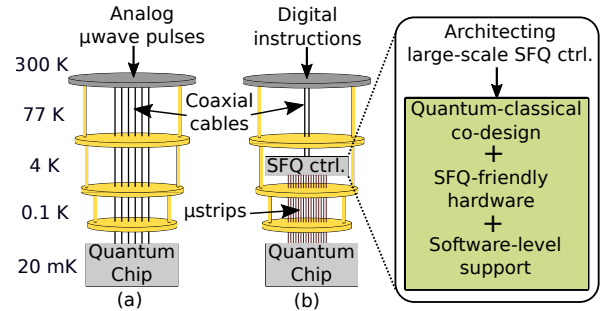 Analog
μwave pulses
Digital
instructions
300 K
77 K
4 K
0.1 K
20 mK
Coaxial
cables
SFQ ctrl.
μstrips
Quantum
Chip
Quantum
Chip
(a)
(b)
Architecting
large-scale SFQ ctrl.
Quantum-classical
co-design
+
SFQ-friendly
hardware
+
Software-level
support